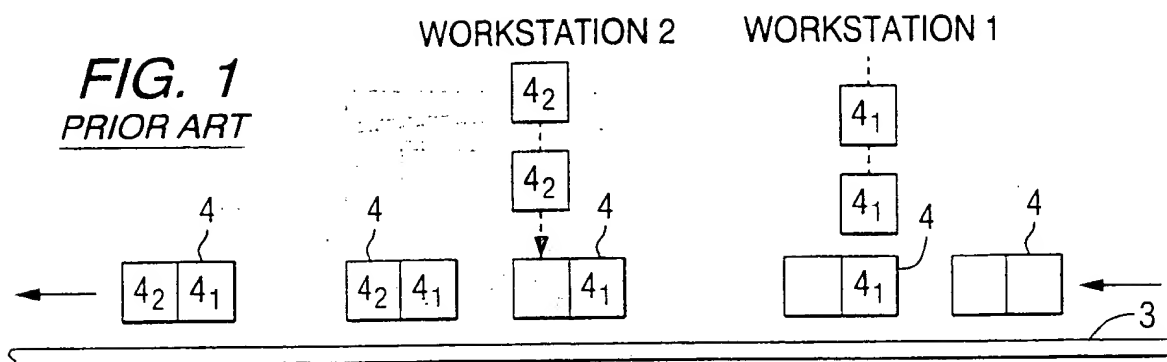 WORKSTATION 2 WORKSTATION 1
FIG. 1
PRIOR ART
4₂ 4₁
4₂ 4₁
4 4 4 4 4
4₂ 4₁ 4₂ 4₁ 4₁ 4₁
3